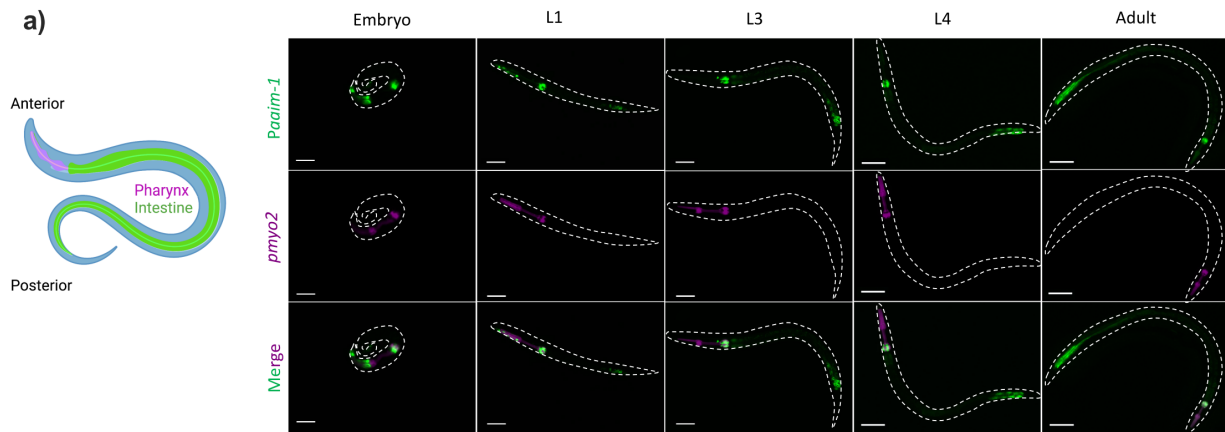 a)
Embryo L1 L3 L4 Adult
Anterior
Pharynx
Intestine
Posterior
Paaim-1
pmyo2
Merge